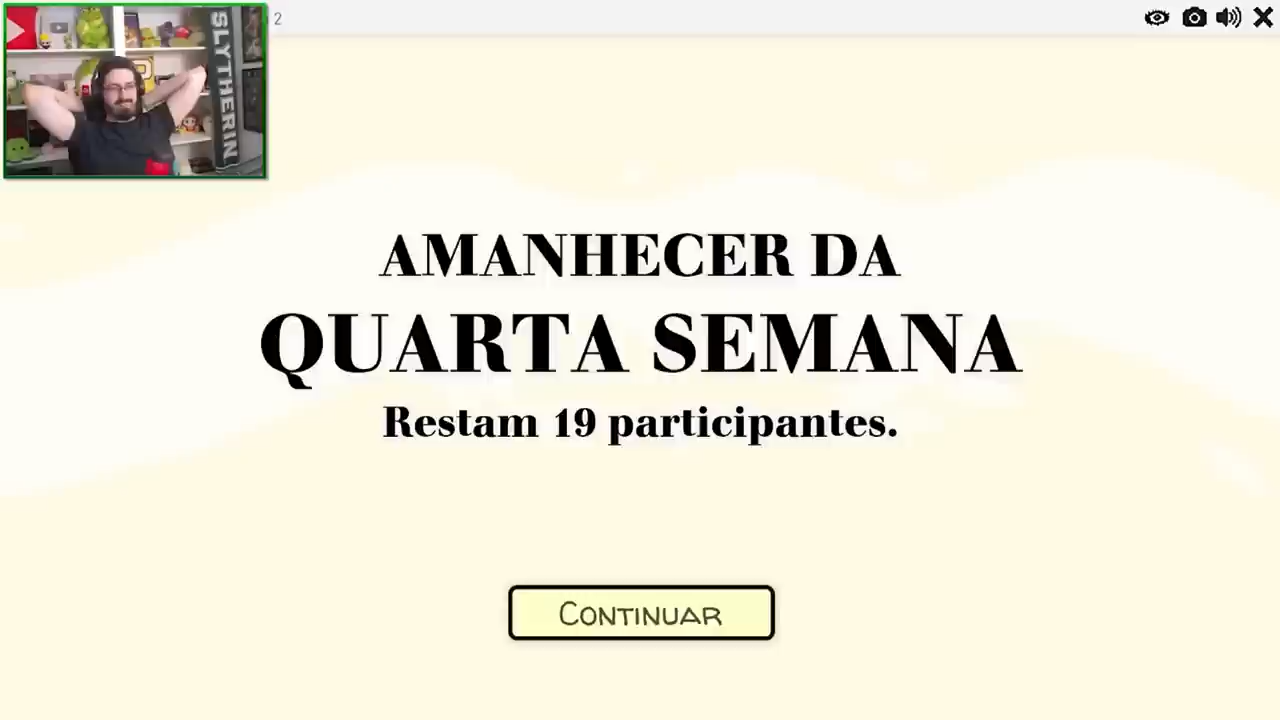 SLYTHERIN
2
AMANHECER DA
QUARTA SEMANA
Restam 19 participantes.
CONTINUAR